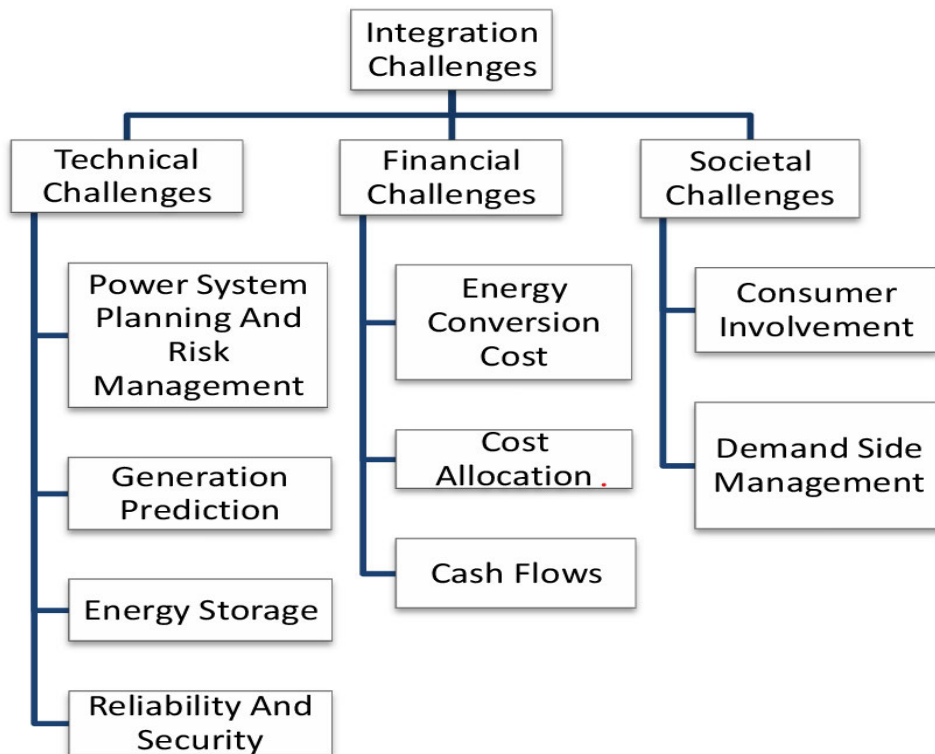 Integration
Challenges
Technical
Challenges
Financial
Challenges
Societal
Challenges
Power System
Planning And
Risk
Management
Generation
Prediction
Energy Storage
Reliability And
Security
Energy
Conversion
Cost
Cost
Allocation .
Cash Flows
Consumer
Involvement
Demand Side
Management